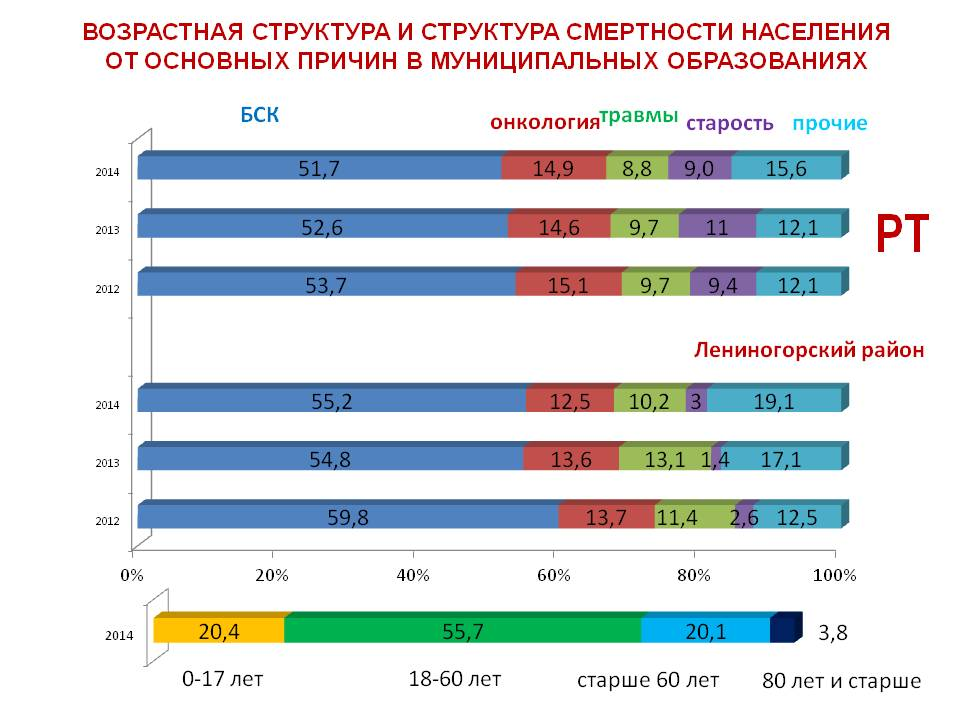 ВОЗРАСТНАЯ СТРУКТУРА И СТРУКТУРА СМЕРТНОСТИ НАСЕЛЕНИЯ
ОТ ОСНОВНЫХ ПРИЧИН В МУНИЦИПАЛЬНЫХ ОБРАЗОВАНИЯХ
БСК онкология травмы старость прочие
2014 51,7 14,9 8,8 9,0 15,6
2013 52,6 14,6 9,7 11 12,1
РТ
2012 53,7 15,1 9,7 9,4 12,1
Лениногорский район
2014 55,2 12,5 10,2 3 19,1
2013 54,8 13,6 13,1 1,4 17,1
2012 59,8 13,7 11,4 2,6 12,5
0% 20% 40% 60% 80% 100%
2014 20,4 55,7 20,1 3,8
0-17 лет 18-60 лет старше 60 лет 80 лет и старше